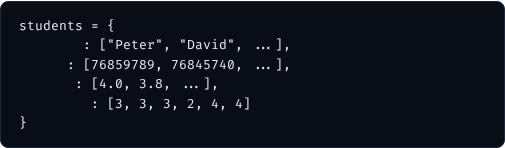 students = {
: ["Peter", "David", ...],
: [76859789, 76845740, ...],
: [4.0, 3.8, ...],
: [3, 3, 3, 2, 4, 4]
}